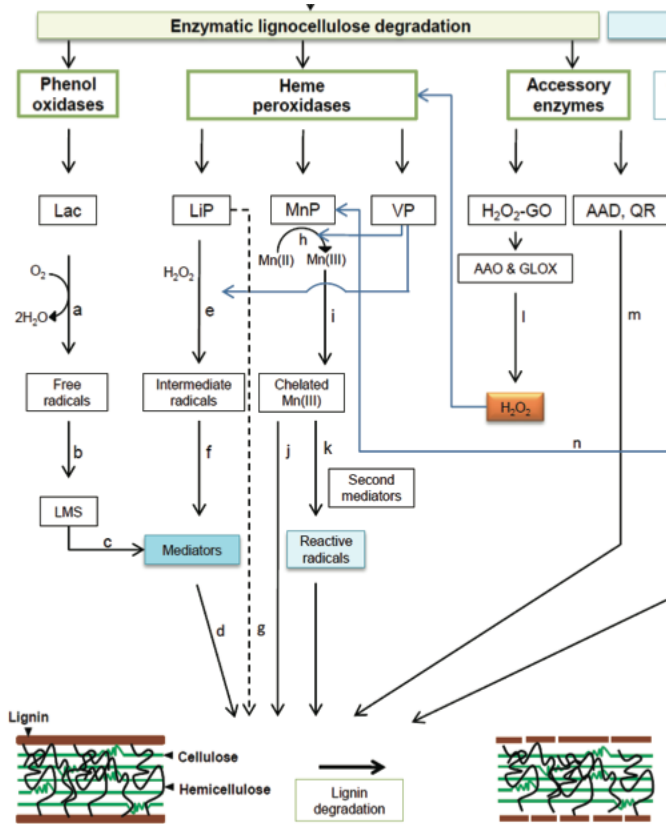 Enzymatic lignocellulose degradation
Phenol
oxidases
Heme
peroxidases
Accessory
enzymes
Lac
LiP
MnP
VP
H₂O₂-GO
AAD, QR
h
Mn(II)
Mn(III)
O₂
2H₂O
a
H₂O₂
e
i
AAO & GLOX
l
m
Free
radicals
Intermediate
radicals
Chelated
Mn(III)
H₂O₂
b
f
j
k
n
Second
mediators
LMS
c
Mediators
Reactive
radicals
d
g
Lignin
Cellulose
Hemicellulose
Lignin
degradation